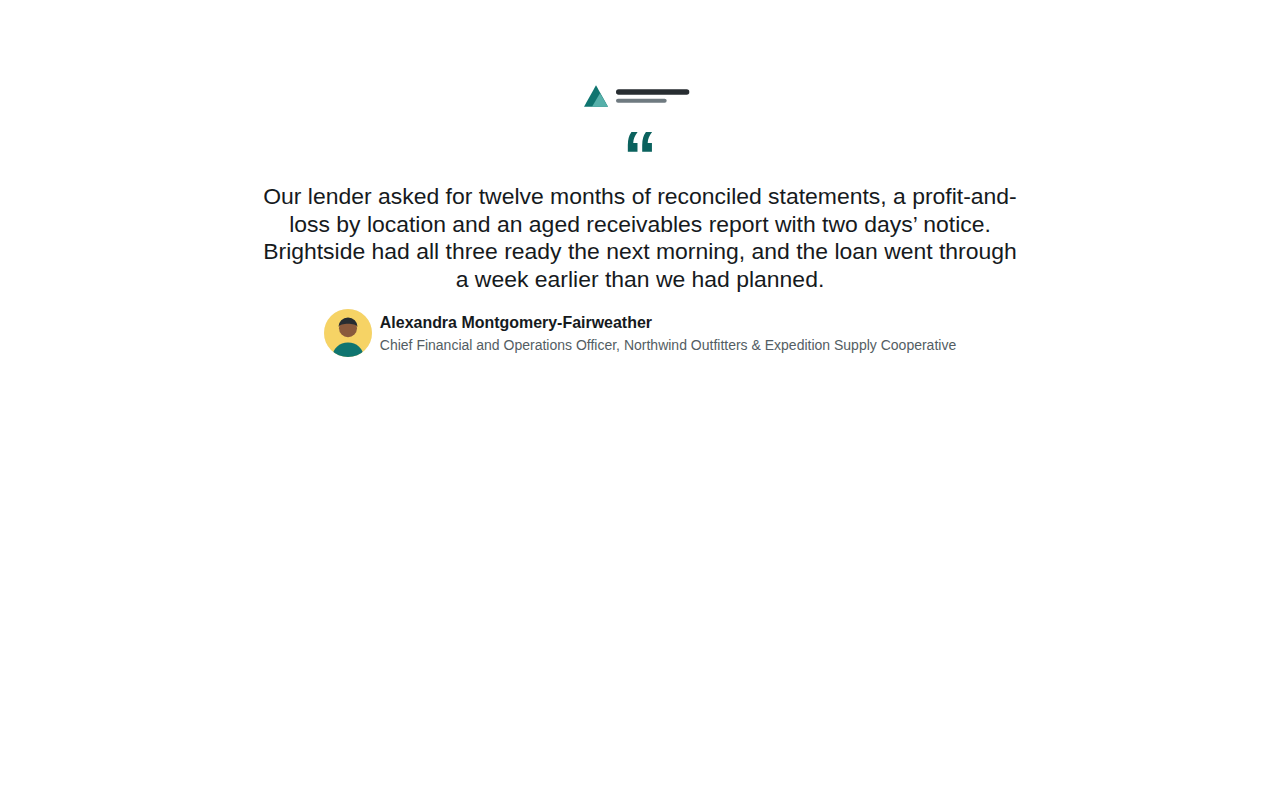 “
Our lender asked for twelve months of reconciled statements, a profit-and-
loss by location and an aged receivables report with two days’ notice.
Brightside had all three ready the next morning, and the loan went through
a week earlier than we had planned.
Alexandra Montgomery-Fairweather
Chief Financial and Operations Officer, Northwind Outfitters & Expedition Supply Cooperative